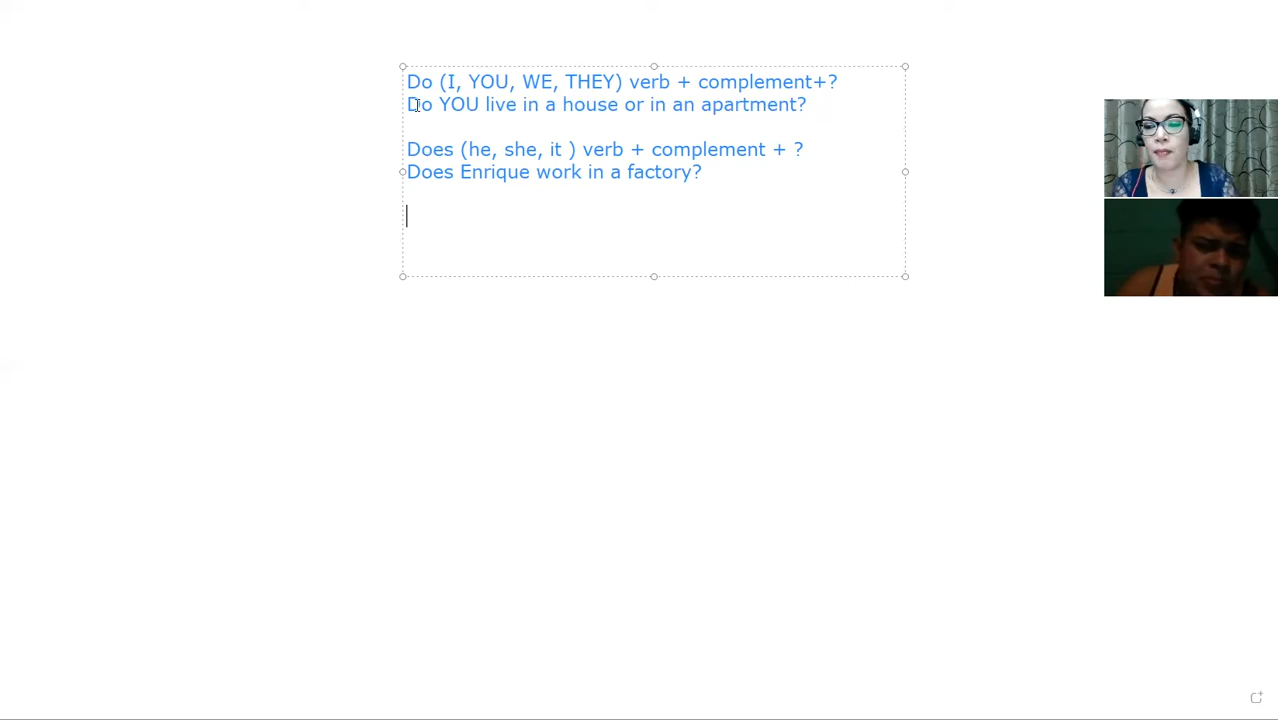 Do (I, YOU, WE, THEY) verb + complement+?
Do YOU live in a house or in an apartment?
Does (he, she, it ) verb + complement + ?
Does Enrique work in a factory?